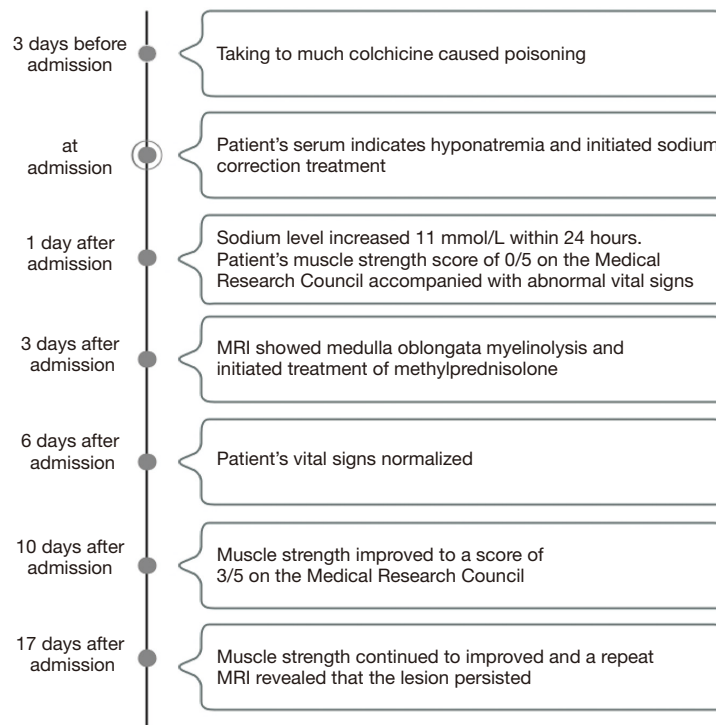 3 days before
admission
Taking to much colchicine caused poisoning
at
admission
Patient's serum indicates hyponatremia and initiated sodium
correction treatment
1 day after
admission
Sodium level increased 11 mmol/L within 24 hours.
Patient's muscle strength score of 0/5 on the Medical
Research Council accompanied with abnormal vital signs
3 days after
admission
MRI showed medulla oblongata myelinolysis and
initiated treatment of methylprednisolone
6 days after
admission
Patient's vital signs normalized
10 days after
admission
Muscle strength improved to a score of
3/5 on the Medical Research Council
17 days after
admission
Muscle strength continued to improved and a repeat
MRI revealed that the lesion persisted